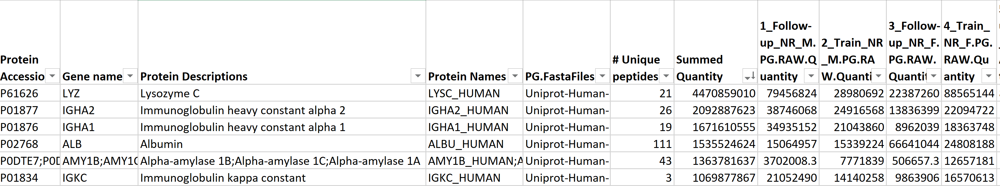 Protein Accessio Gene name Protein Descriptions Protein Names PG.FastaFiles # Unique peptides Summed Quantity 1_Follow-up_NR_M.PG.RAW.Quantity 2_Train_NR_M.PG.RAW.Quanti 3_Follow-up_NR_F.PG.RAW.Quantit 4_Train_NR_F.PG.RAW.Quantity
P61626 LYZ Lysozyme C LYSC_HUMAN Uniprot-Human- 21 4470859010 79456824 28980692 22387260 88565144
P01877 IGHA2 Immunoglobulin heavy constant alpha 2 IGHA2_HUMAN Uniprot-Human- 26 2092887623 38746068 24916568 13836399 22094722
P01876 IGHA1 Immunoglobulin heavy constant alpha 1 IGHA1_HUMAN Uniprot-Human- 19 1671610555 34935152 21043860 8962039 18363748
P02768 ALB Albumin ALBU_HUMAN Uniprot-Human- 111 1535524624 15064957 15339224 66641044 24808188
P0DTE7;P0D AMY1B;AMY1C Alpha-amylase 1B;Alpha-amylase 1C;Alpha-amylase 1A AMY1B_HUMAN;A Uniprot-Human- 43 1363781637 3702008.3 7771839 506657.3 12657181
P01834 IGKC Immunoglobulin kappa constant IGKC_HUMAN Uniprot-Human- 3 1069877867 21052490 14140258 9863906 16570613